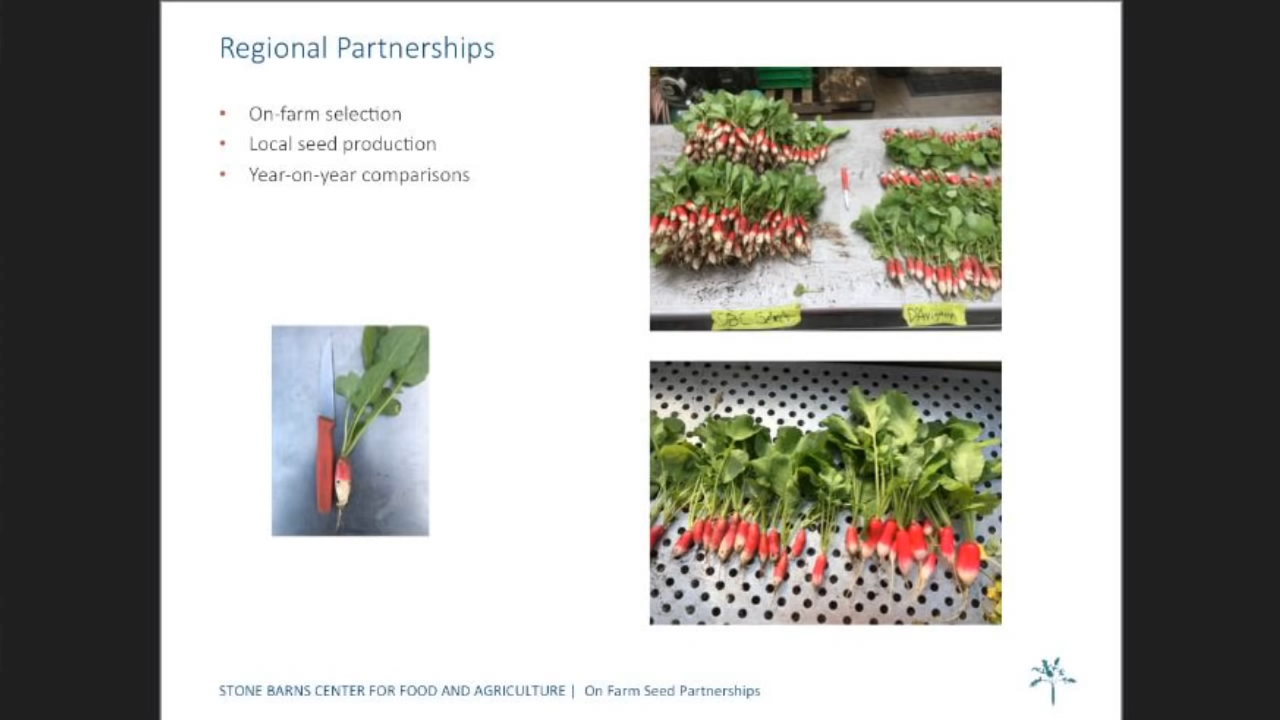 Regional Partnerships
• On-farm selection
• Local seed production
• Year-on-year comparisons
D'Avignon
STONE BARNS CENTER FOR FOOD AND AGRICULTURE | On Farm Seed Partnerships